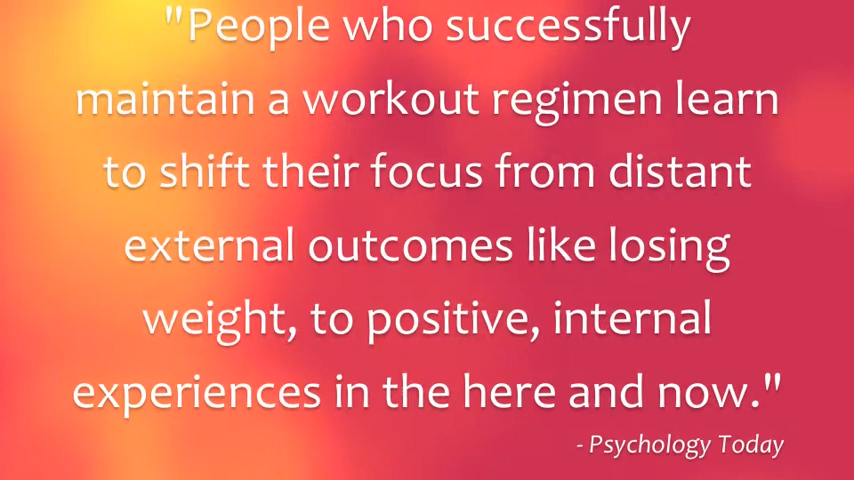 "People who successfully
maintain a workout regimen learn
to shift their focus from distant
external outcomes like losing
weight, to positive, internal
experiences in the here and now."
- Psychology Today